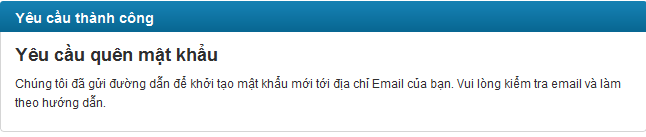 Yêu cầu thành công
Yêu cầu quên mật khẩu
Chúng tôi đã gửi đường dẫn để khởi tạo mật khẩu mới tới địa chỉ Email của bạn. Vui lòng kiểm tra email và làm
theo hướng dẫn.